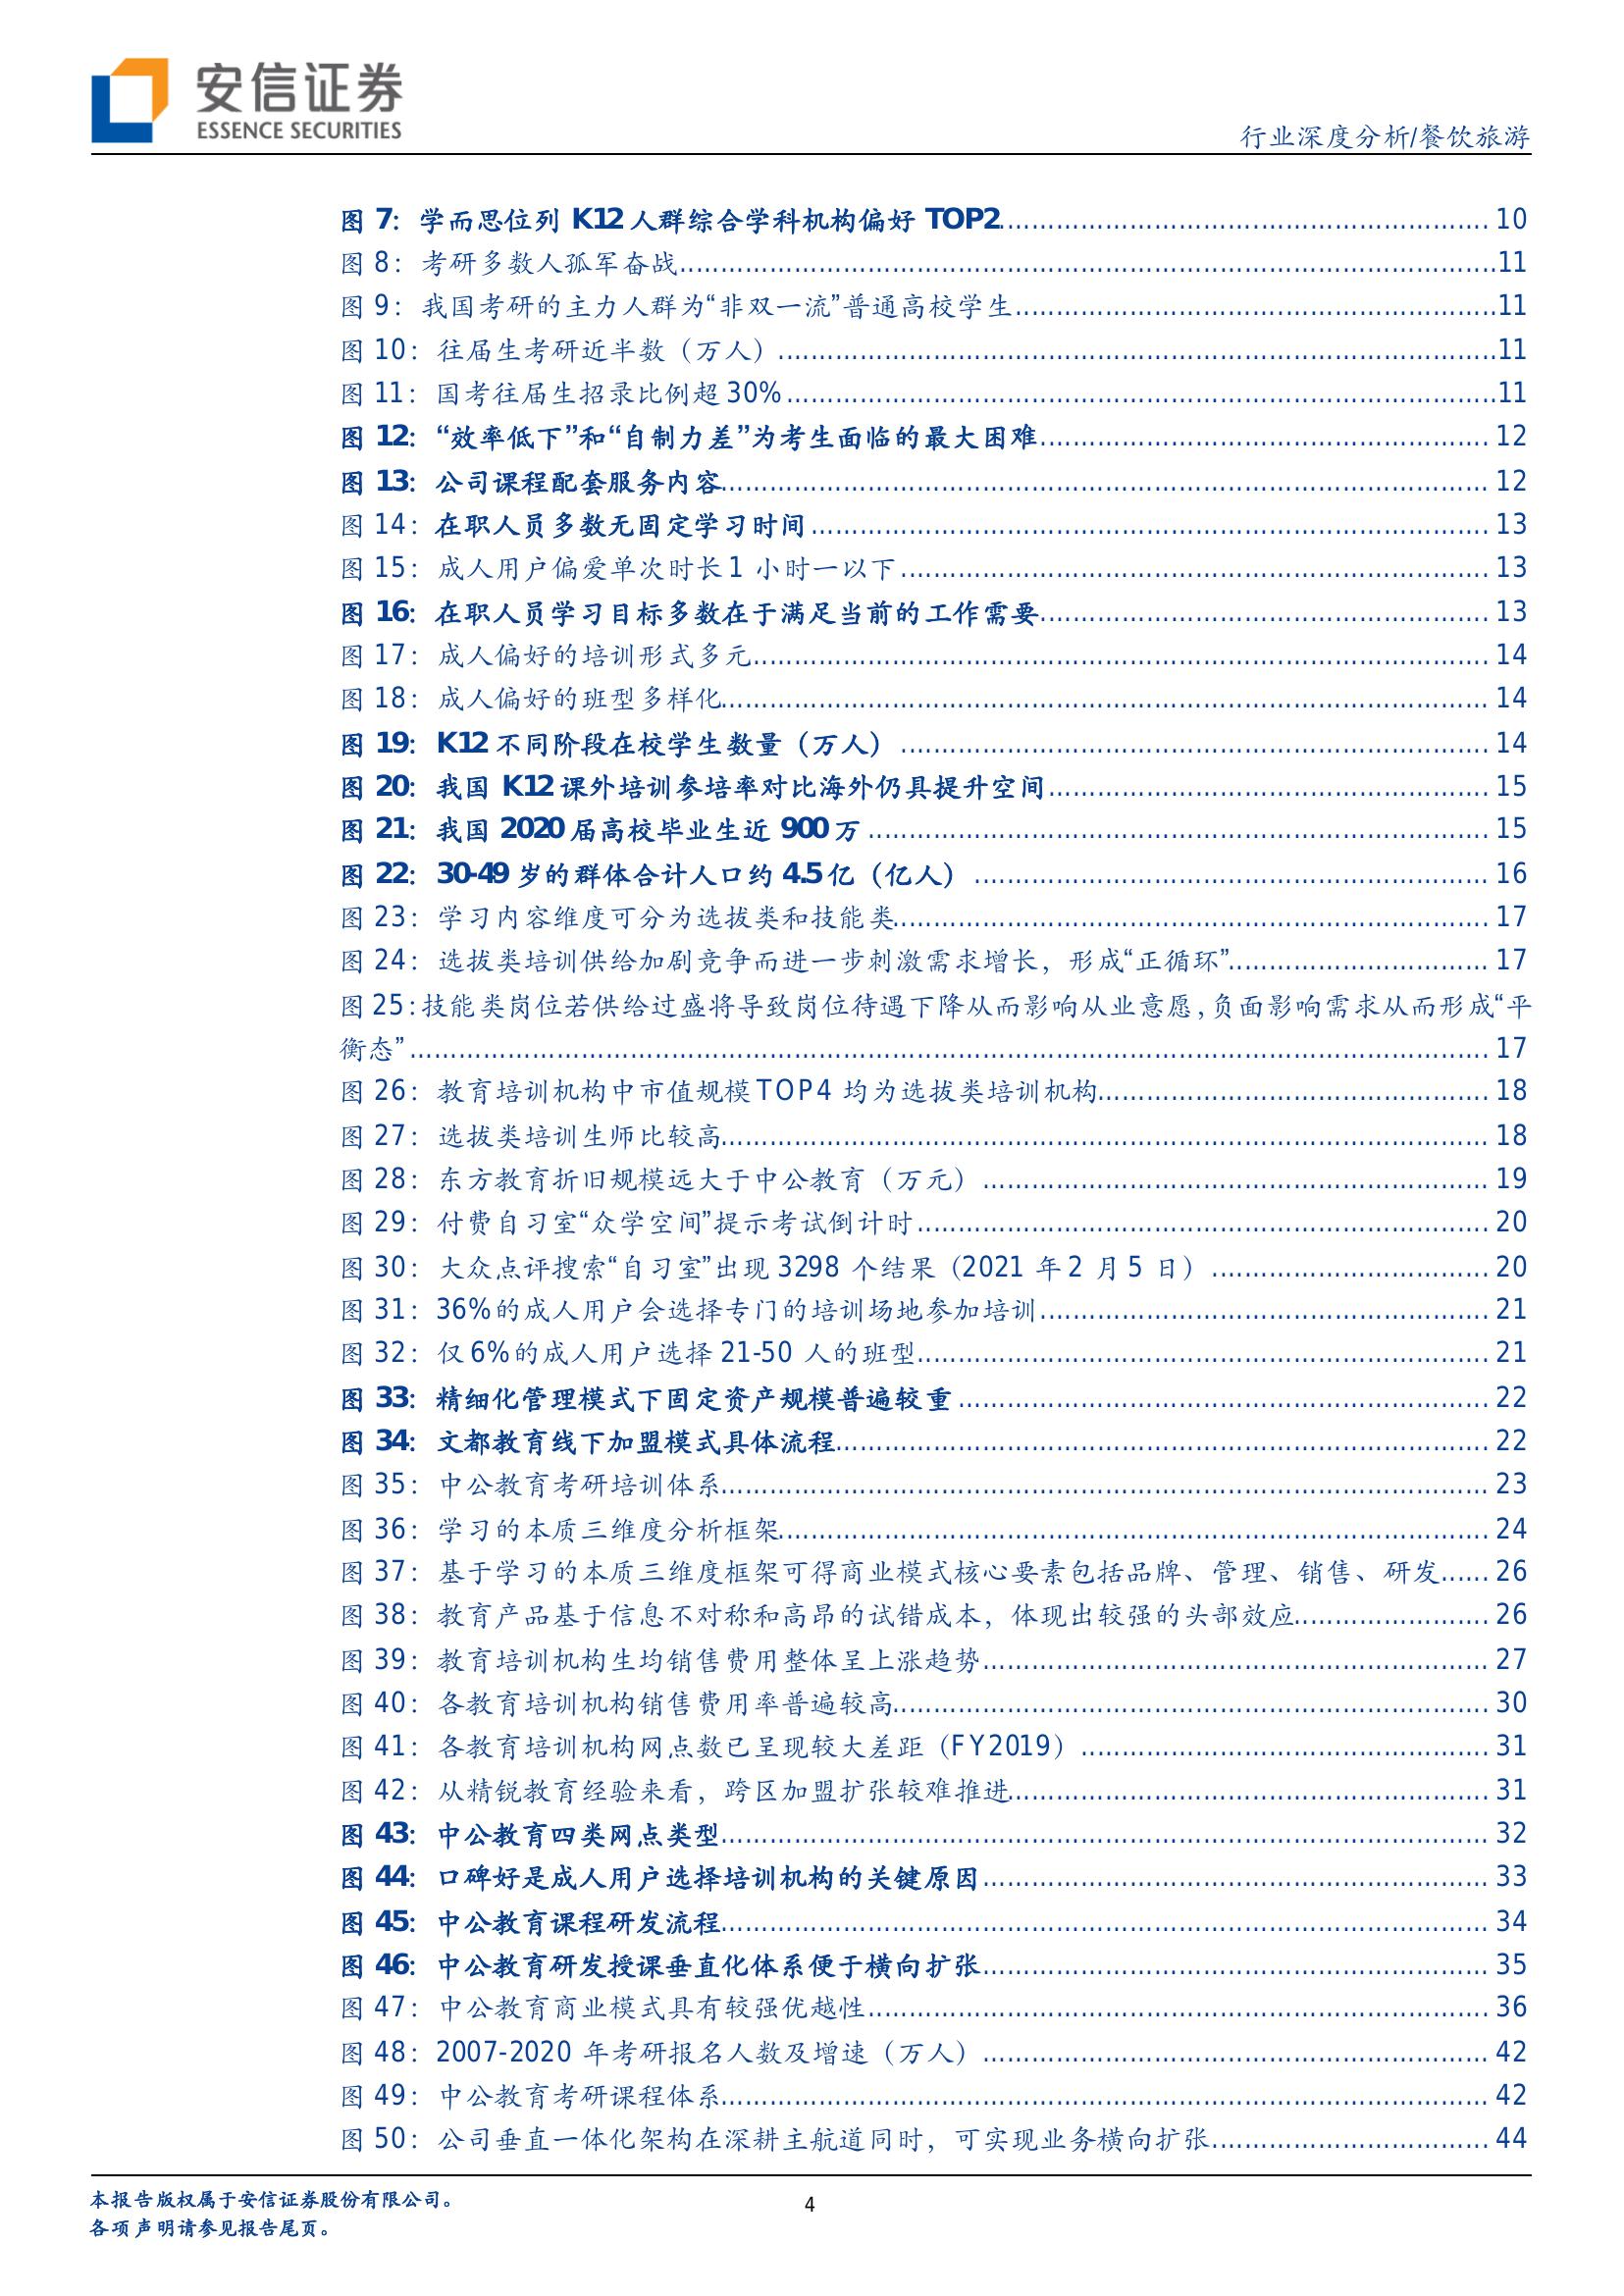 安信证券
ESSENCE SECURITIES
行业深度分析/餐饮旅游
图 7：学而思位列 K12 人群综合学科机构偏好 TOP2 10
图 8：考研多数人孤军奋战 11
图 9：我国考研的主力人群为“非双一流”普通高校学生 11
图 10：往届生考研近半数（万人） 11
图 11：国考往届生招录比例超 30% 11
图 12：“效率低下”和“自制力差”为考生面临的最大困难 12
图 13：公司课程配套服务内容 12
图 14：在职人员多数无固定学习时间 13
图 15：成人用户偏爱单次时长 1 小时一以下 13
图 16：在职人员学习目标多数在于满足当前的工作需要 13
图 17：成人偏好的培训形式多元 14
图 18：成人偏好的班型多样化 14
图 19：K12 不同阶段在校学生数量（万人） 14
图 20：我国 K12 课外培训参培率对比海外仍具提升空间 15
图 21：我国 2020 届高校毕业生近 900 万 15
图 22：30-49 岁的群体合计人口约 4.5 亿（亿人） 16
图 23：学习内容维度可分为选拔类和技能类 17
图 24：选拔类培训供给加剧竞争而进一步刺激需求增长，形成“正循环” 17
图 25：技能类岗位若供给过盛将导致岗位待遇下降从而影响从业意愿，负面影响需求从而形成“平
衡态” 17
图 26：教育培训机构中市值规模 TOP4 均为选拔类培训机构 18
图 27：选拔类培训生师比较高 18
图 28：东方教育折旧规模远大于中公教育（万元） 19
图 29：付费自习室“众学空间”提示考试倒计时 20
图 30：大众点评搜索“自习室”出现 3298 个结果（2021 年 2 月 5 日） 20
图 31：36%的成人用户会选择专门的培训场地参加培训 21
图 32：仅 6%的成人用户选择 21-50 人的班型 21
图 33：精细化管理模式下固定资产规模普遍较重 22
图 34：文都教育线下加盟模式具体流程 22
图 35：中公教育考研培训体系 23
图 36：学习的本质三维度分析框架 24
图 37：基于学习的本质三维度框架可得商业模式核心要素包括品牌、管理、销售、研发 26
图 38：教育产品基于信息不对称和高昂的试错成本，体现出较强的头部效应 26
图 39：教育培训机构生均销售费用整体呈上涨趋势 27
图 40：各教育培训机构销售费用率普遍较高 30
图 41：各教育培训机构网点数已呈现较大差距（FY2019） 31
图 42：从精锐教育经验来看，跨区加盟扩张较难推进 31
图 43：中公教育四类网点类型 32
图 44：口碑好是成人用户选择培训机构的关键原因 33
图 45：中公教育课程研发流程 34
图 46：中公教育研发授课垂直化体系便于横向扩张 35
图 47：中公教育商业模式具有较强优越性 36
图 48：2007-2020 年考研报名人数及增速（万人） 42
图 49：中公教育考研课程体系 42
图 50：公司垂直一体化架构在深耕主航道同时，可实现业务横向扩张 44
本报告版权属于安信证券股份有限公司。
4
各项声明请参见报告尾页。